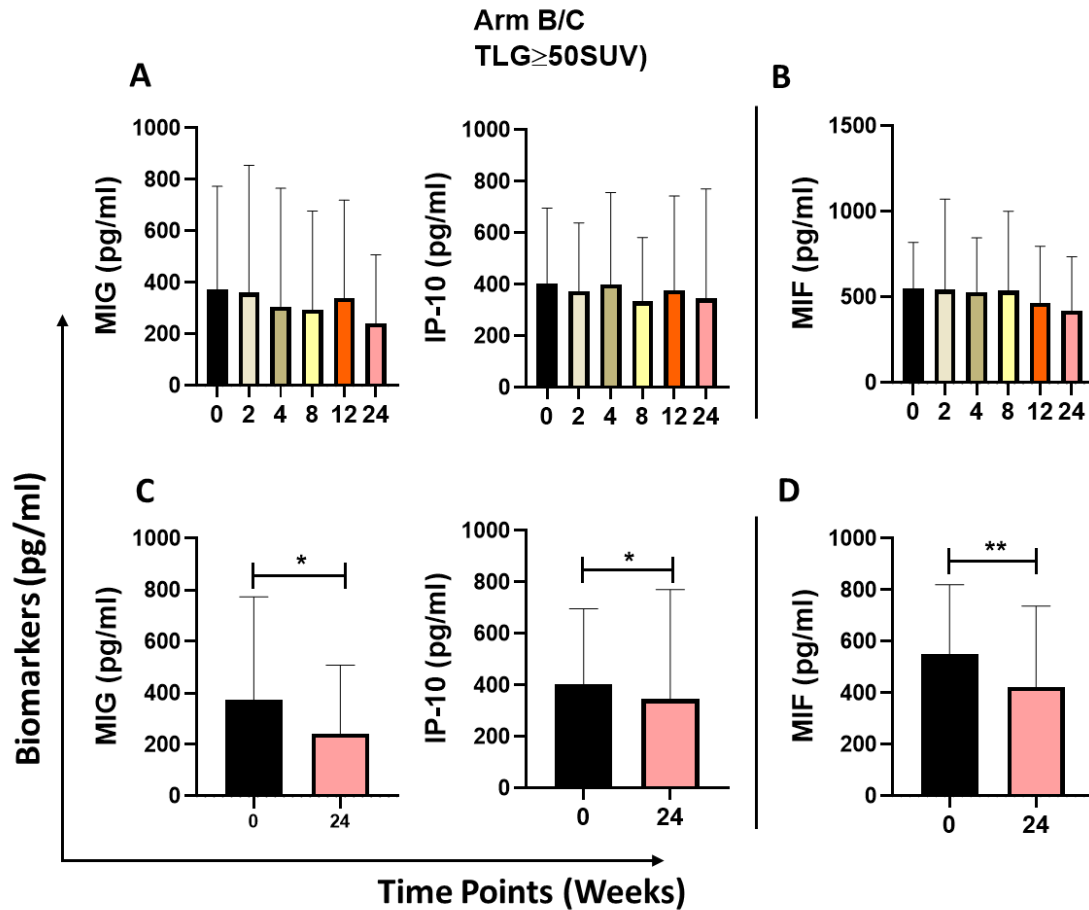 Arm B/C
TLG≥50SUV)
A
B
MIG (pg/ml)
1000
800
600
400
200
0
0 2 4 8 12 24
IP-10 (pg/ml)
1000
800
600
400
200
0
0 2 4 8 12 24
MIF (pg/ml)
1500
1000
500
0
0 2 4 8 12 24
C
D
MIG (pg/ml)
1000
800
600
400
200
0
*
0 24
IP-10 (pg/ml)
1000
800
600
400
200
0
*
0 24
MIF (pg/ml)
1000
800
600
400
200
0
**
0 24
Biomarkers (pg/ml)
Time Points (Weeks)